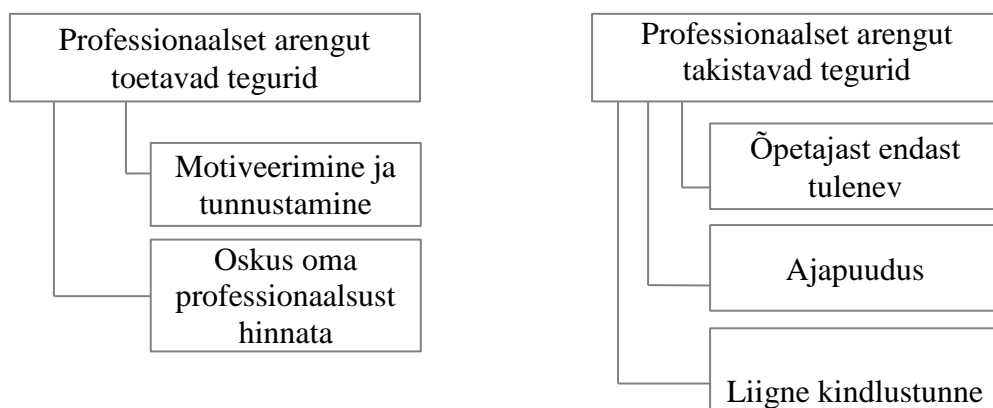 Professionaalset arengut
toetavad tegurid
Motiveerimine ja
tunnustamine
Oskus oma
professionaalsust
hinnata
Professionaalset arengut
takistavad tegurid
Õpetajast endast
tulenev
Ajapuudus
Liigne kindlustunne